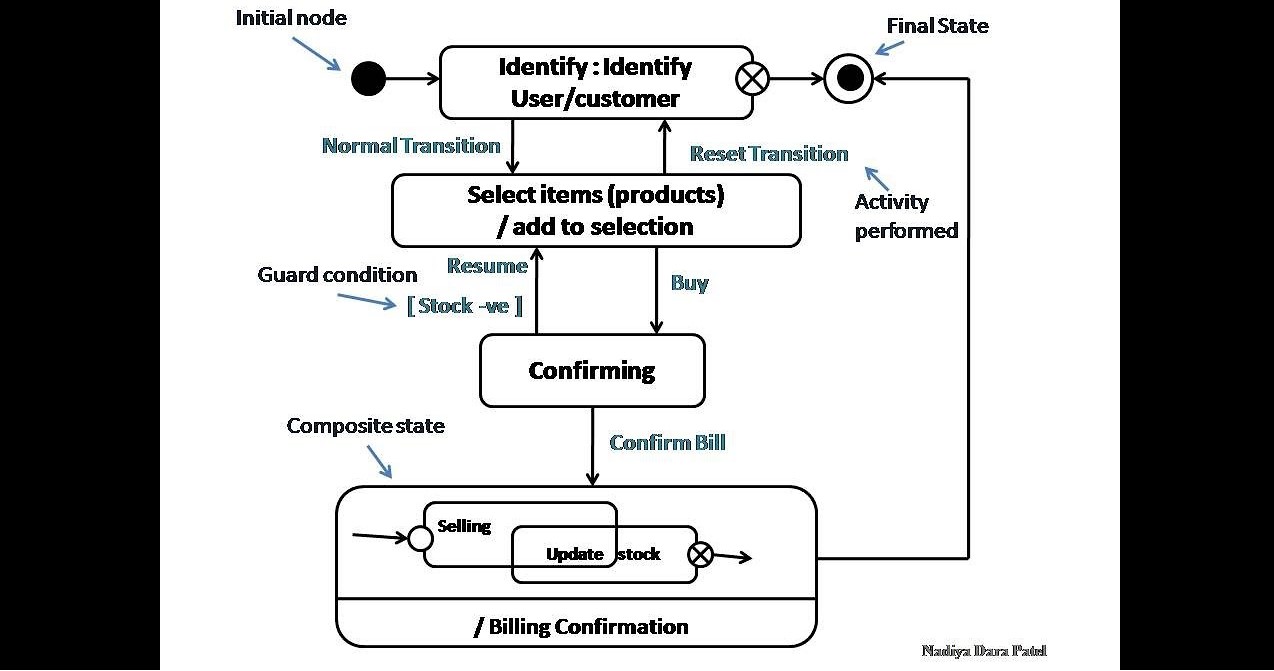 Initial node
Final State
Identify : Identify
User/customer
Normal Transition
Reset Transition
Activity
performed
Select items (products)
/ add to selection
Resume
Guard condition
[ Stock -ve ]
Buy
Confirming
Composite state
Confirm Bill
Selling
Update stock
/ Billing Confirmation
Nadiya Dara Patel